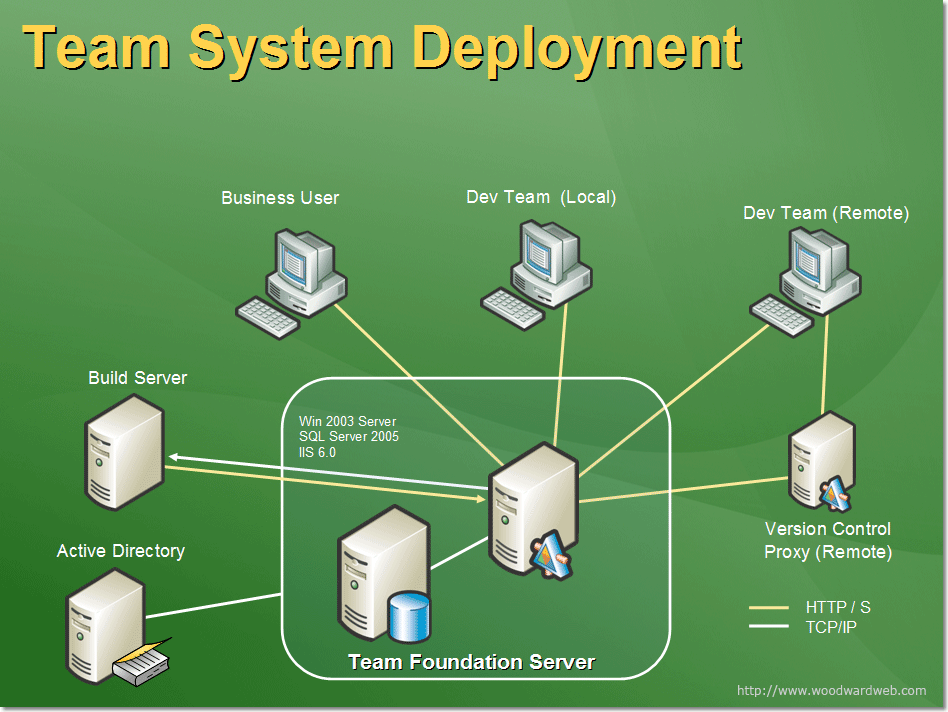 Team System Deployment
Business User
Dev Team (Local)
Dev Team (Remote)
Build Server
Win 2003 Server
SQL Server 2005
IIS 6.0
Active Directory
Version Control
Proxy (Remote)
HTTP / S
TCP/IP
Team Foundation Server
http://www.woodwardweb.com